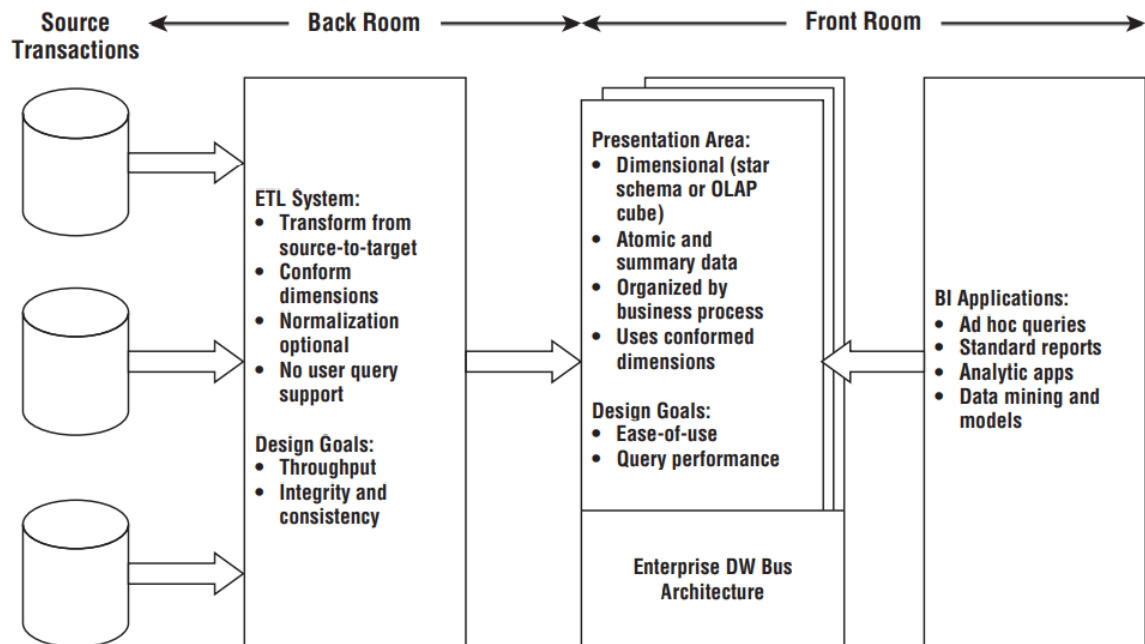 Source
Transactions
Back Room
Front Room
ETL System:
• Transform from
source-to-target
• Conform
dimensions
• Normalization
optional
• No user query
support
Design Goals:
• Throughput
• Integrity and
consistency
Presentation Area:
• Dimensional (star
schema or OLAP
cube)
• Atomic and
summary data
• Organized by
business process
• Uses conformed
dimensions
Design Goals:
• Ease-of-use
• Query performance
Enterprise DW Bus
Architecture
BI Applications:
• Ad hoc queries
• Standard reports
• Analytic apps
• Data mining and
models